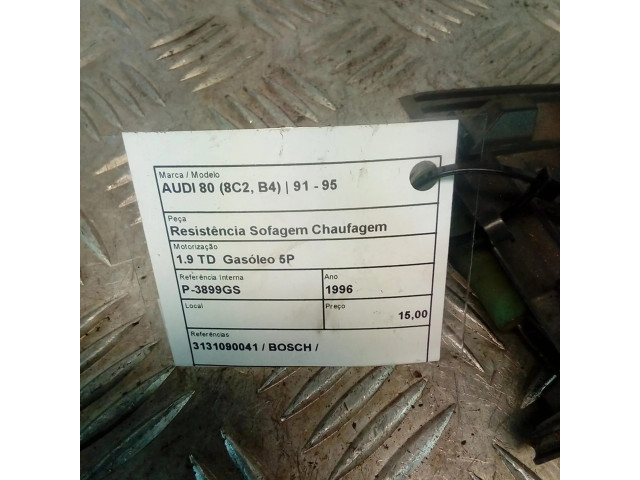 Marca / Modelo
AUDI 80 (8C2, B4) | 91 - 95
Peça
Resistência Sofagem Chaufagem
Motorização
1.9 TD Gasóleo 5P
Referência Interna
P-3899GS
Ano
1996
Local
Preço
15,00
Referências
3131090041 / BOSCH /